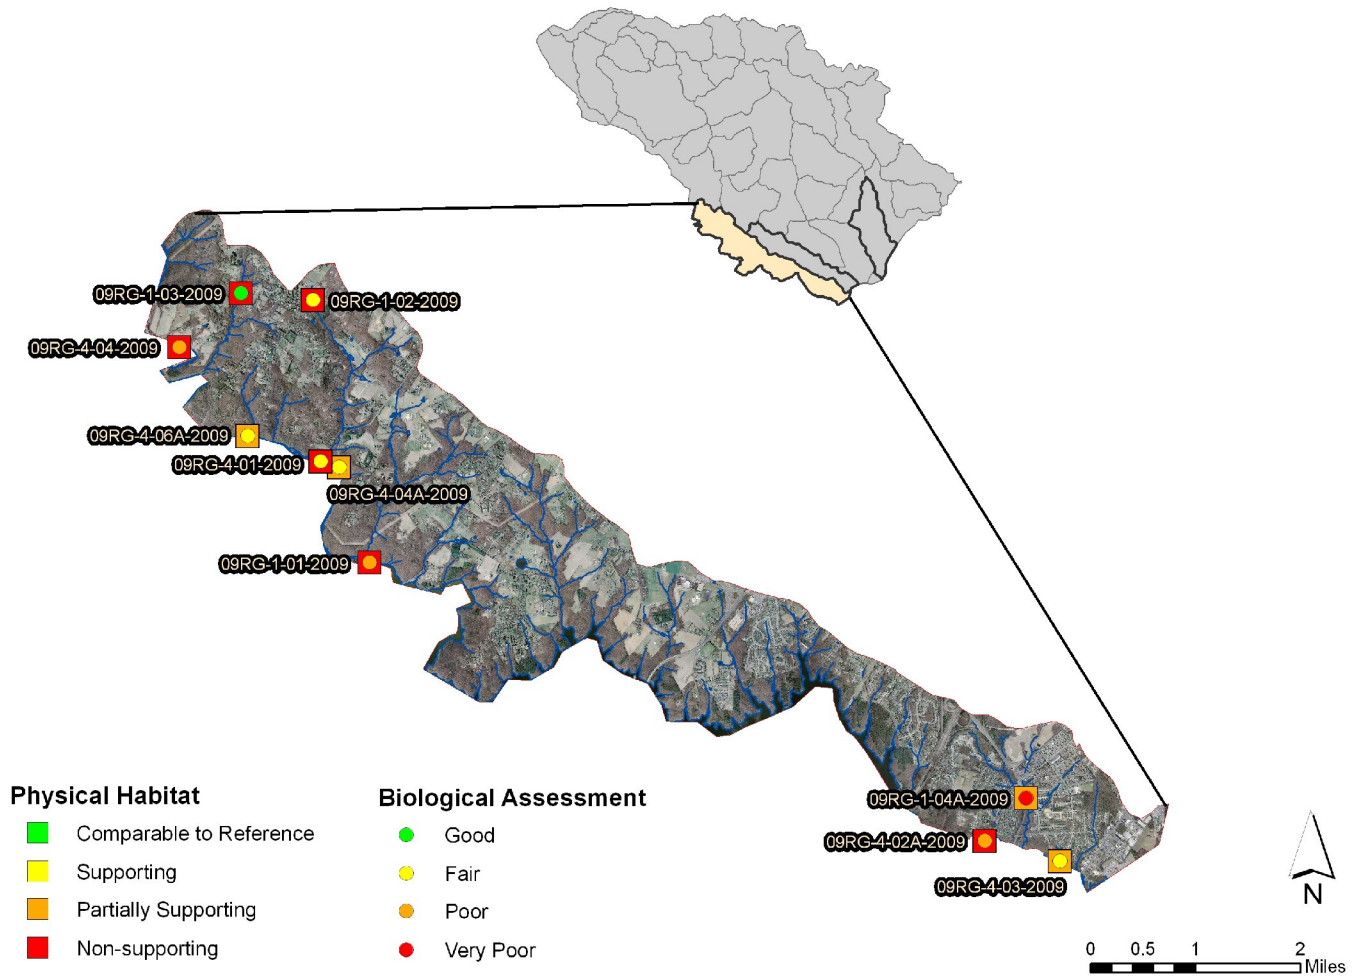 09RG-1-03-2009
09RG-1-02-2009
09RG-4-04-2009
09RG-4-06A-2009
09RG-4-01-2009
09RG-4-04A-2009
09RG-1-01-2009
09RG-1-04A-2009
09RG-4-02A-2009
09RG-4-03-2009
Physical Habitat
Comparable to Reference
Supporting
Partially Supporting
Non-supporting
Biological Assessment
Good
Fair
Poor
Very Poor
N
0 0.5 1 2
Miles